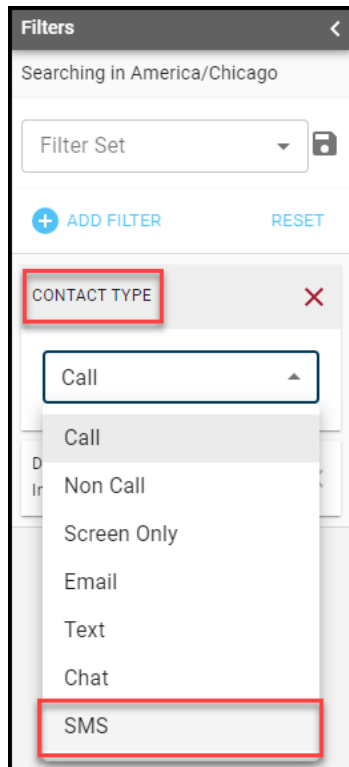 Filters
Searching in America/Chicago
Filter Set
ADD FILTER RESET
CONTACT TYPE
Call
Call
D
In
Non Call
Screen Only
Email
Text
Chat
SMS